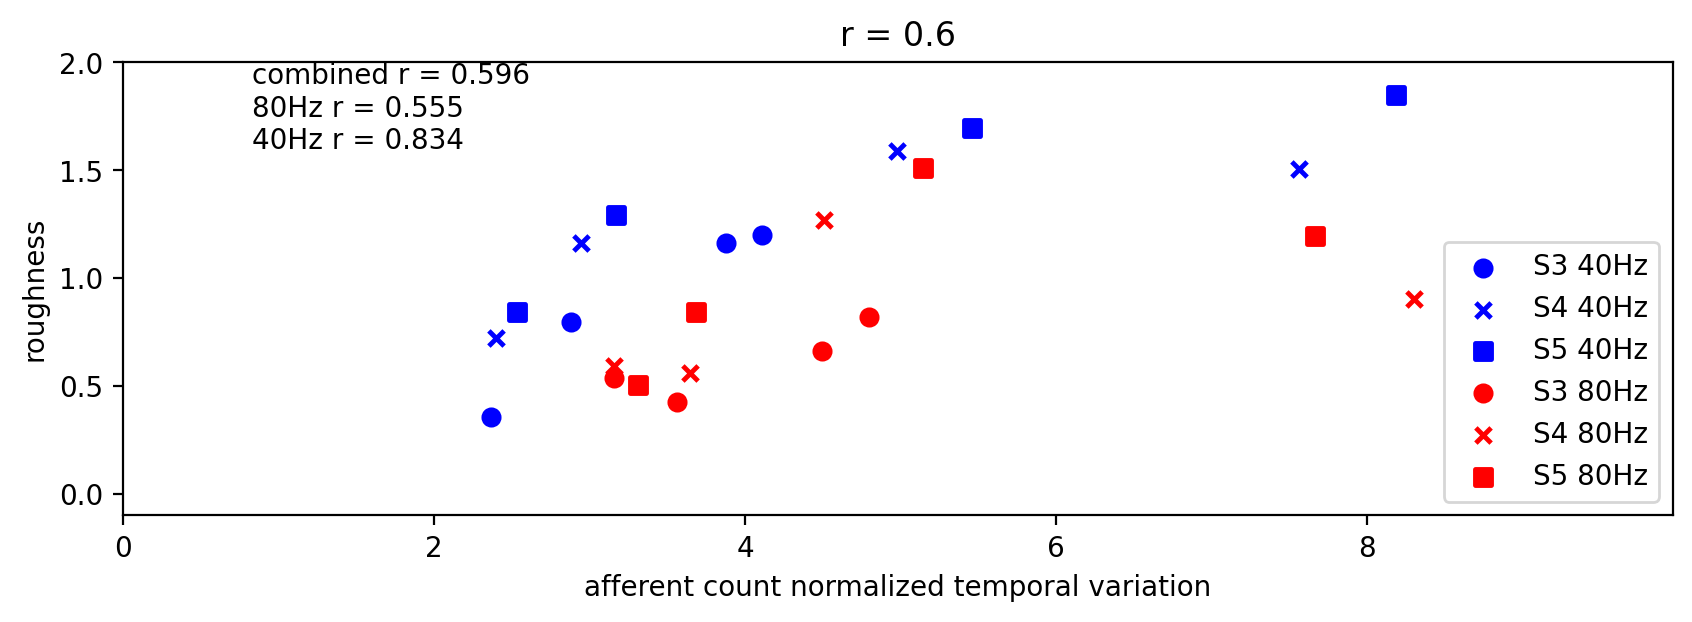 r = 0.6
combined r = 0.596
80Hz r = 0.555
40Hz r = 0.834
2.0
1.5
1.0
0.5
0.0
roughness
S3 40Hz
S4 40Hz
S5 40Hz
S3 80Hz
S4 80Hz
S5 80Hz
0 2 4 6 8
afferent count normalized temporal variation